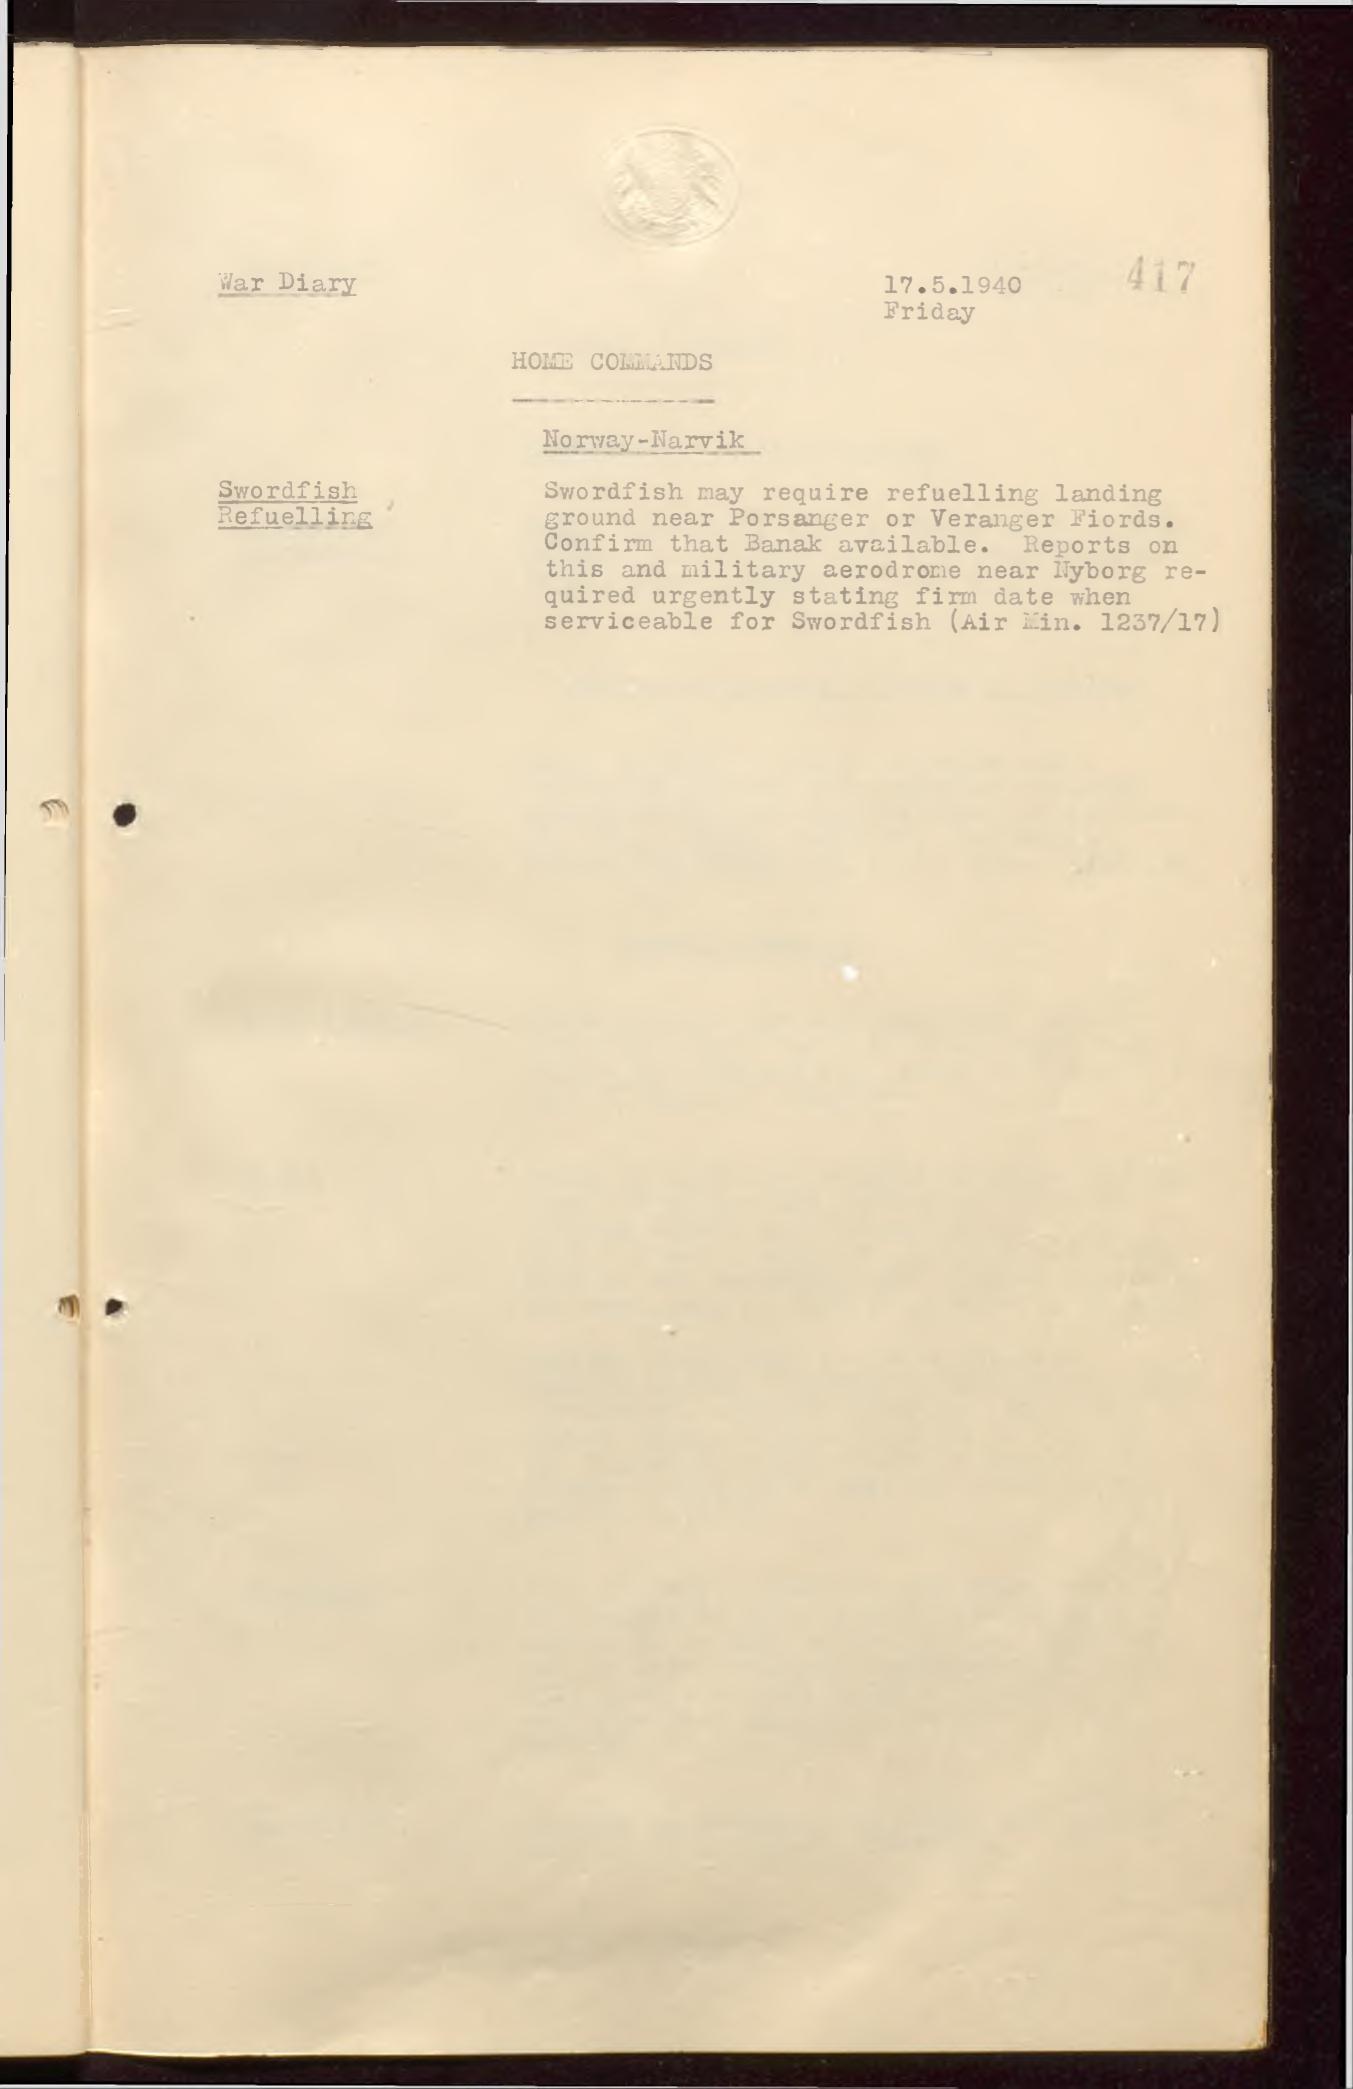 War Diary
17.5.1940
417
Friday
HOME COMMANDS
Norway-Narvik
Swordfish
Refuelling
Swordfish may require refuelling landing
ground near Porsanger or Veranger Fiords.
Confirm that Banak available. Reports on
this and military aerodrome near Nyborg re-
quired urgently stating firm date when
serviceable for Swordfish (Air Min. 1237/17)